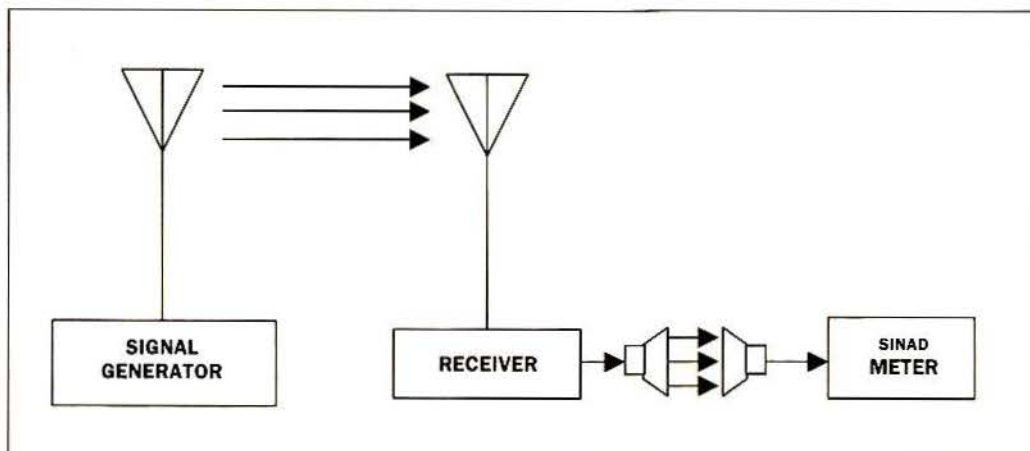 SIGNAL
GENERATOR
RECEIVER
SINAD
METER